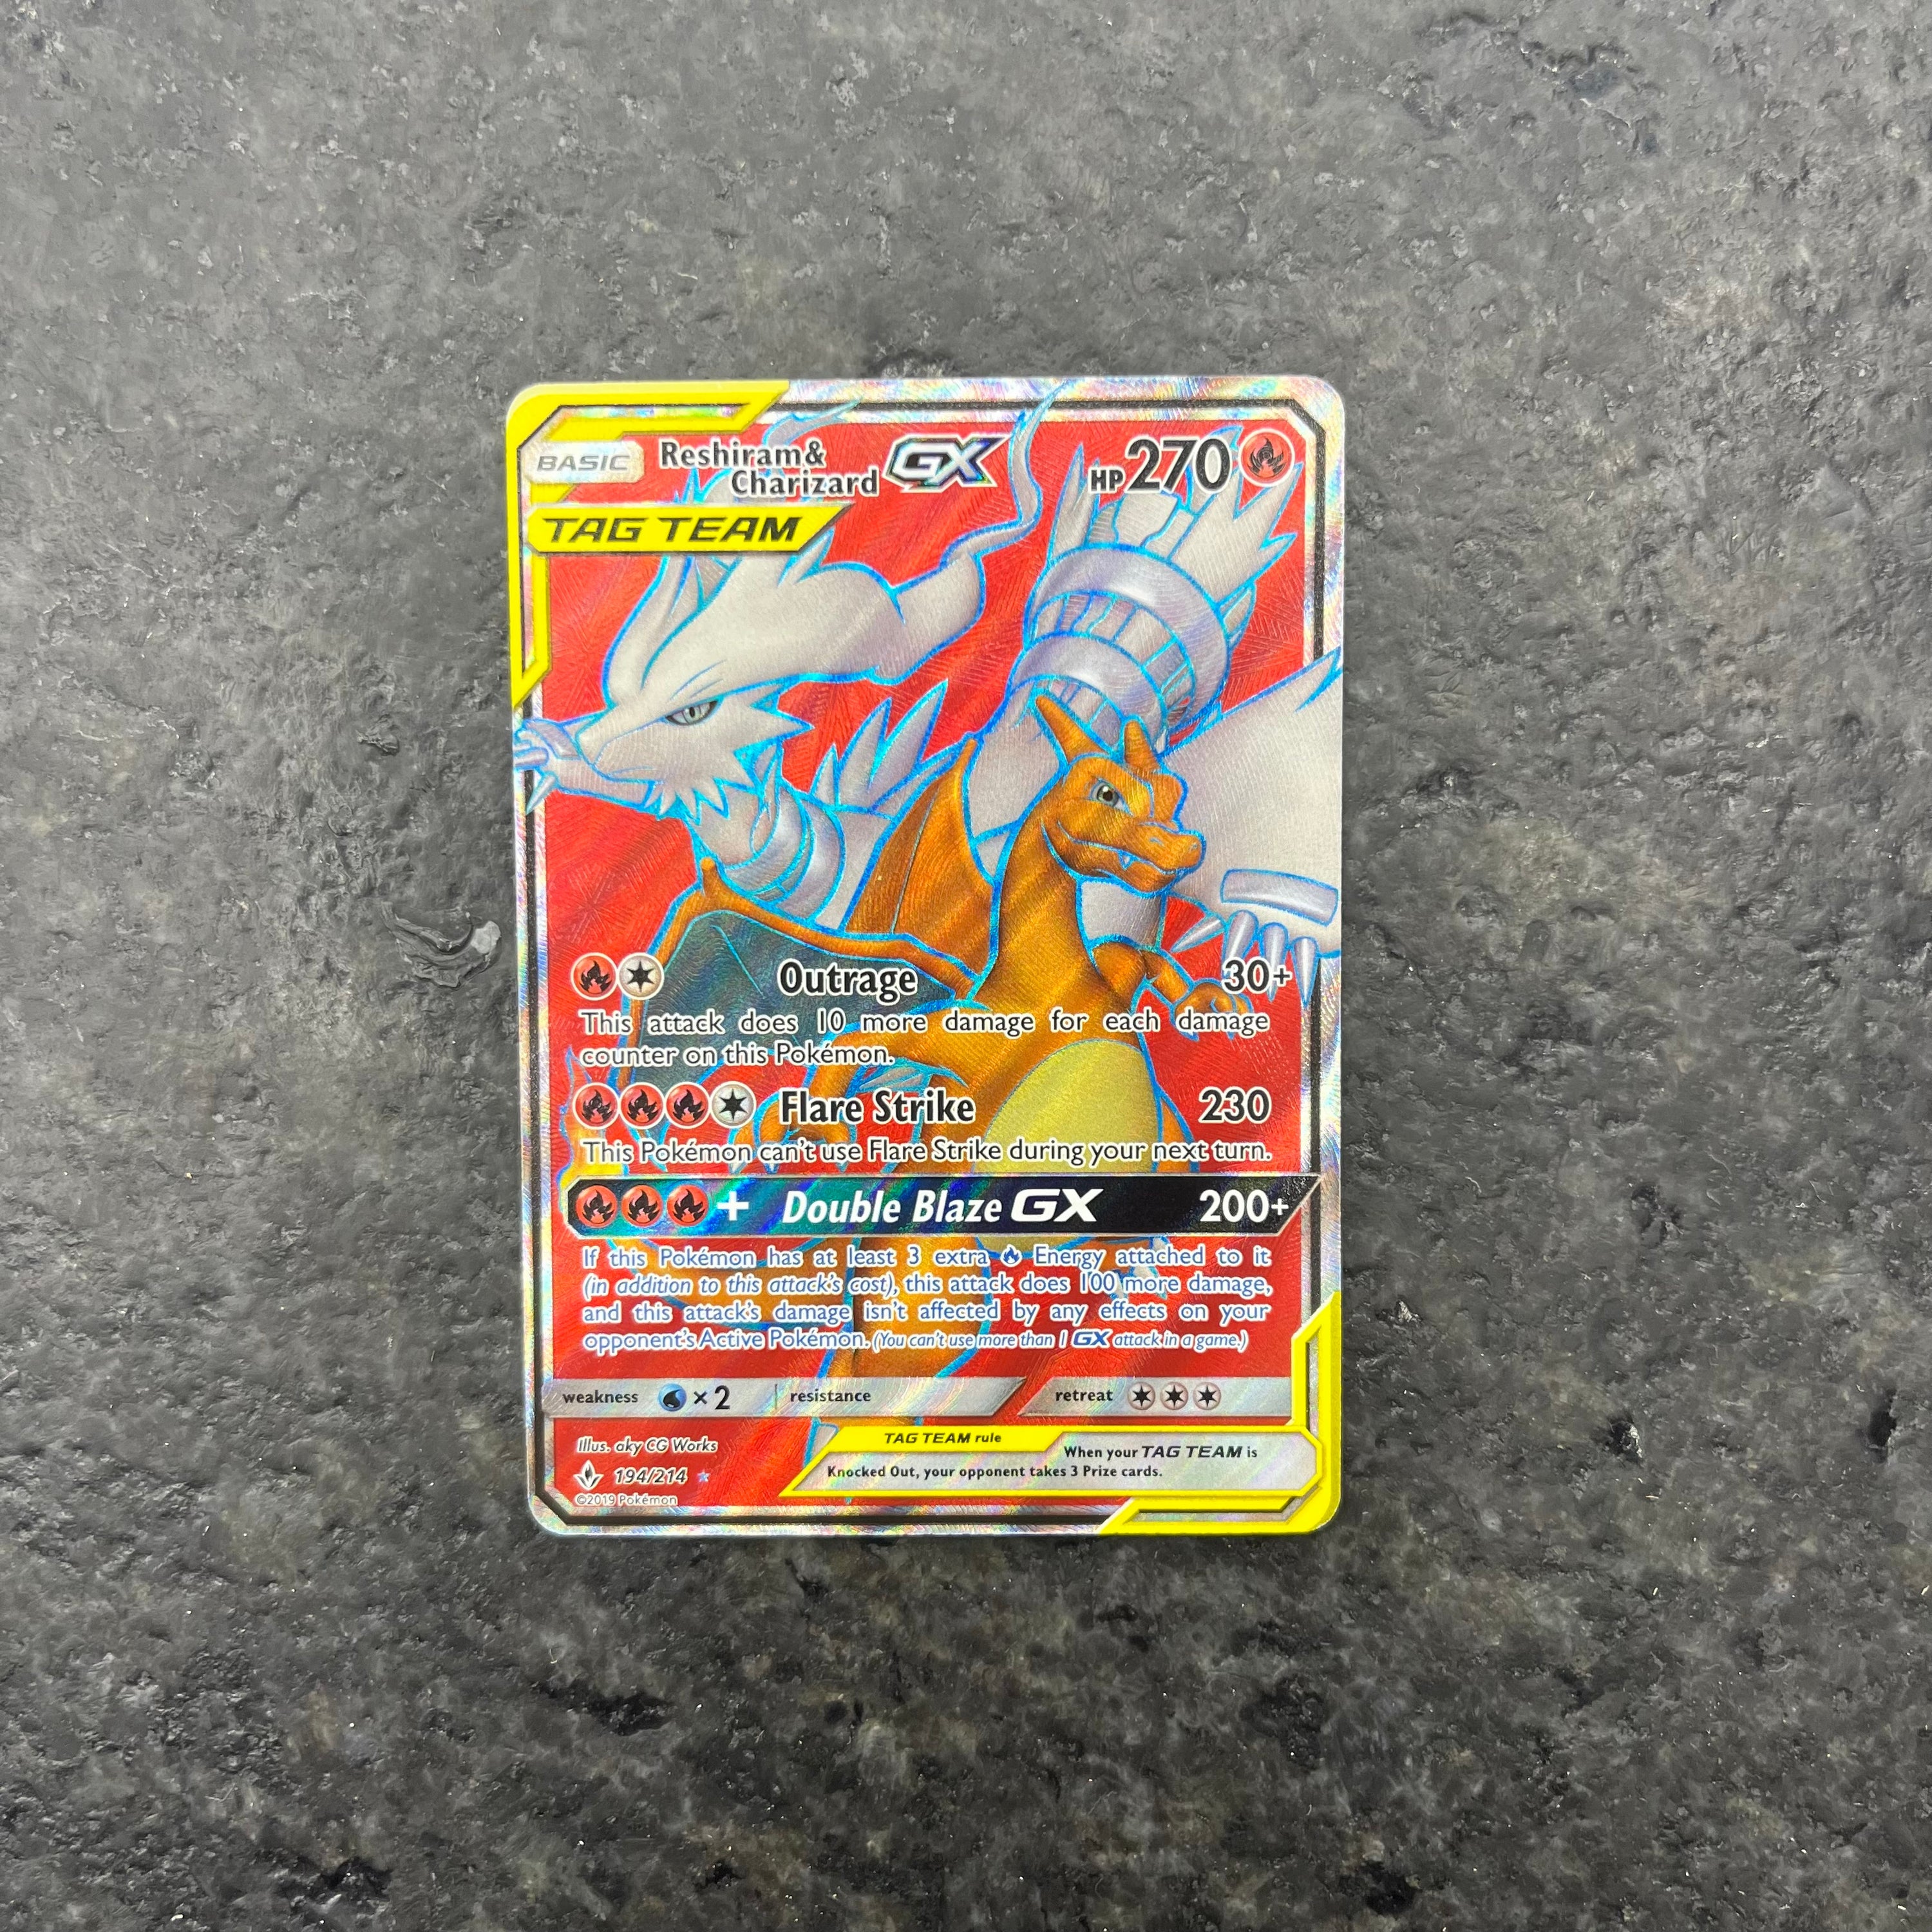 BASIC Reshiram& Charizard GX HP 270
TAG TEAM
Outrage 30+
This attack does 10 more damage for each damage
counter on this Pokémon.
Flare Strike 230
This Pokémon can't use Flare Strike during your next turn.
+ Double Blaze GX 200+
If this Pokémon has at least 3 extra Energy attached to it
(in addition to this attack's cost), this attack does 100 more damage,
and this attack's damage isn't affected by any effects on your
opponent's Active Pokémon. (You can't use more than 1 GX attack in a game.)
weakness ×2 resistance retreat
Illus. aky CG Works
194/214
©2019 Pokémon
TAG TEAM rule
When your TAG TEAM is
Knocked Out, your opponent takes 3 Prize cards.